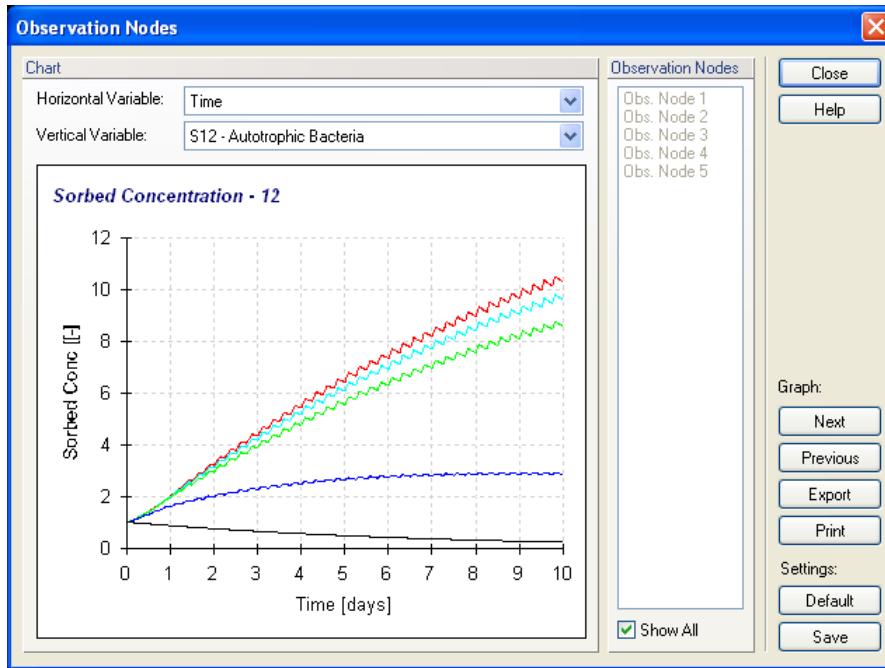 Observation Nodes
Chart
Horizontal Variable: Time
Vertical Variable: S12 - Autotrophic Bacteria
Sorbed Concentration - 12
12
10
8
6
4
2
0
Sorbed Conc [[-]
0 1 2 3 4 5 6 7 8 9 10
Time [days]
Observation Nodes
Obs. Node 1
Obs. Node 2
Obs. Node 3
Obs. Node 4
Obs. Node 5
Show All
Close
Help
Graph:
Next
Previous
Export
Print
Settings:
Default
Save